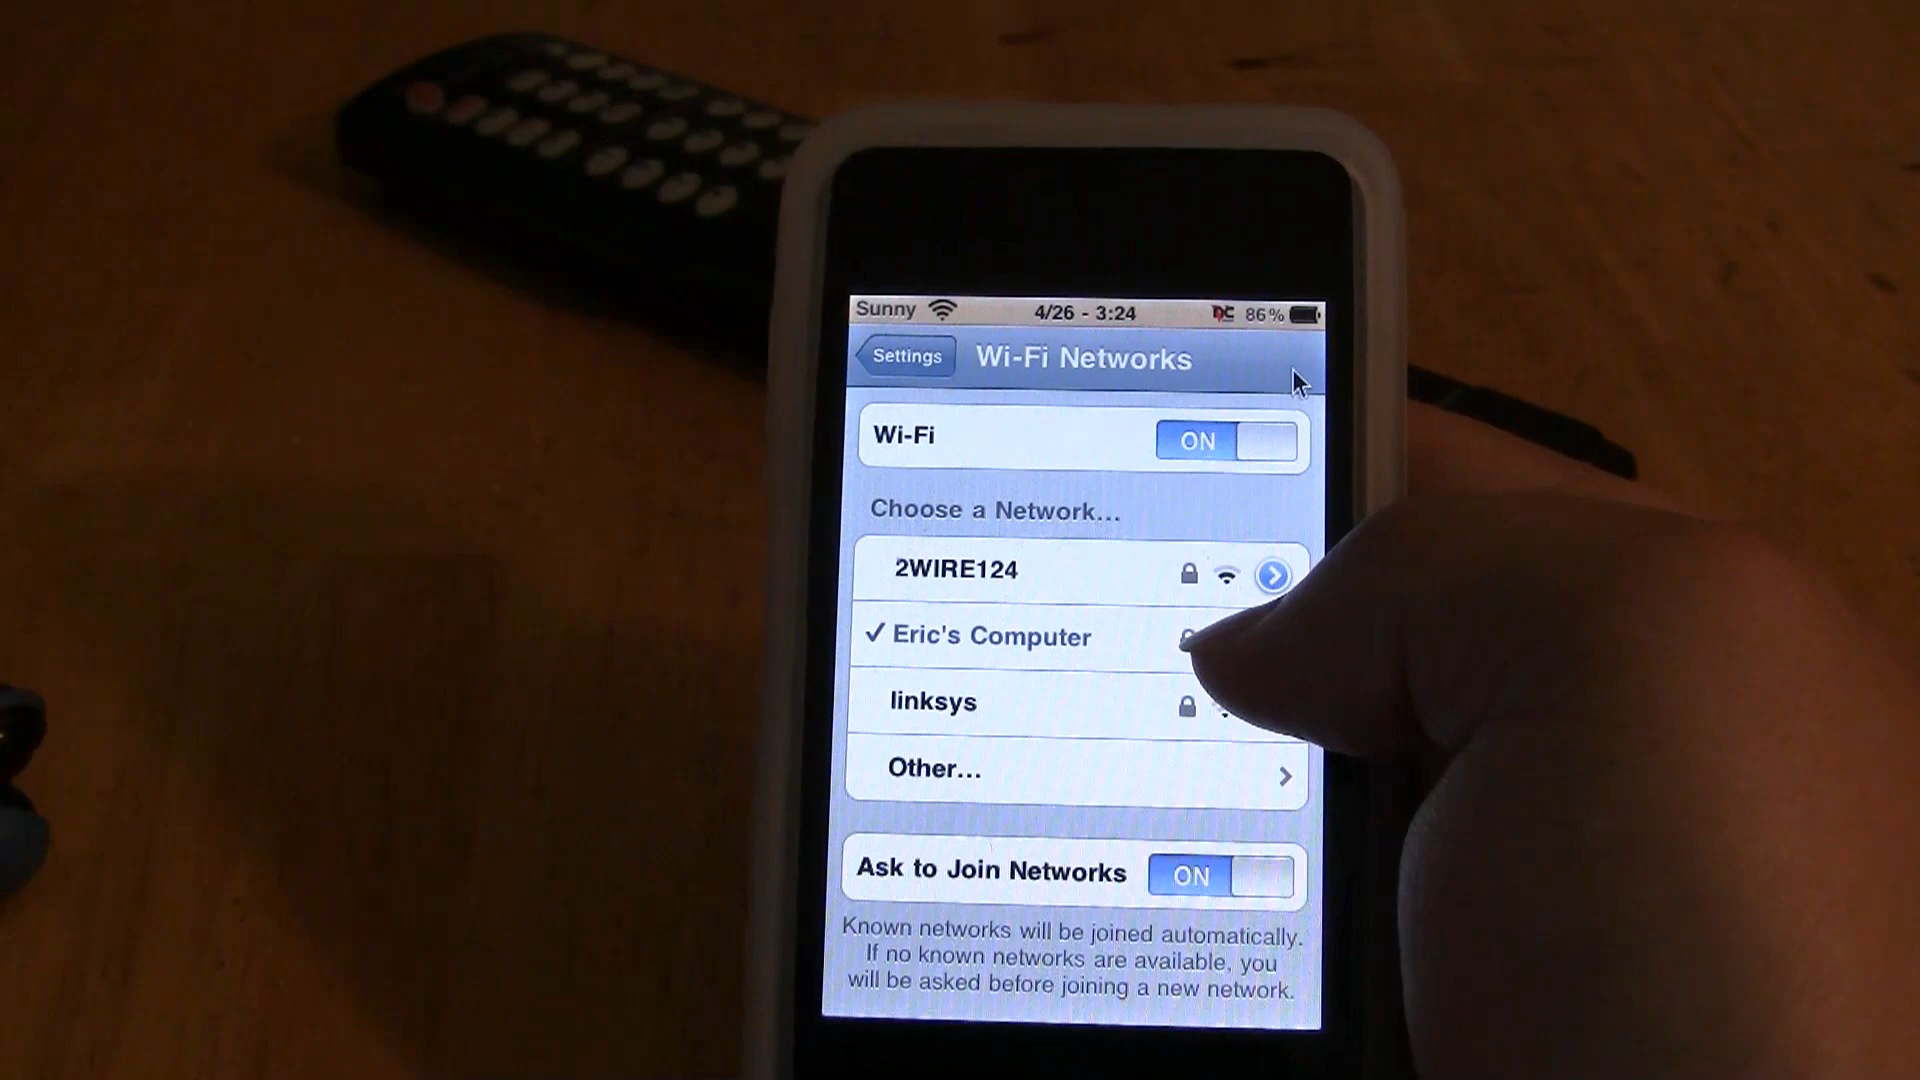 Sunny 4/26 - 3:24 86%
Settings Wi-Fi Networks
Wi-Fi ON
Choose a Network...
2WIRE124
Eric's Computer
linksys
Other...
Ask to Join Networks ON
Known networks will be joined automatically.
If no known networks are available, you
will be asked before joining a new network.